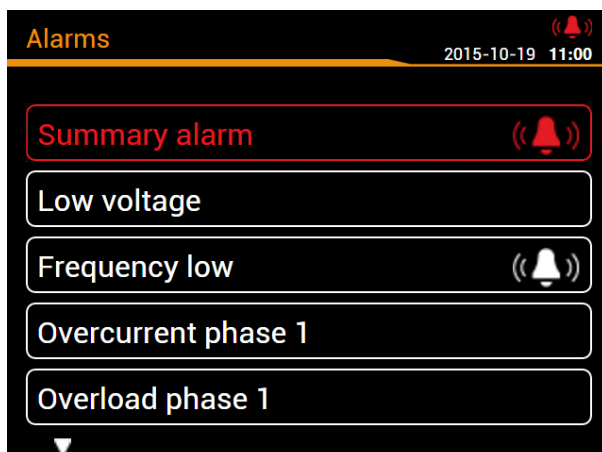 Alarms
2015-10-19 11:00
Summary alarm
Low voltage
Frequency low
Overcurrent phase 1
Overload phase 1